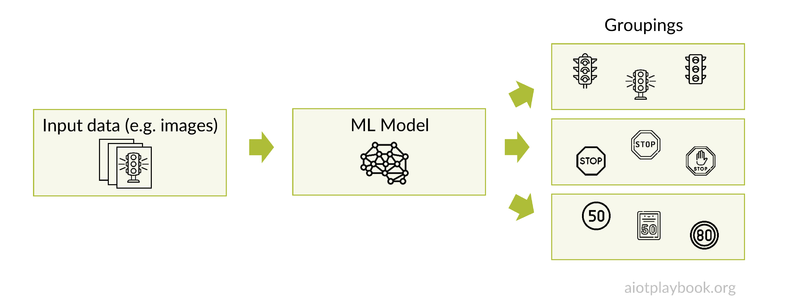 Groupings
Input data (e.g. images)
ML Model
STOP
STOP
STOP
50
50
80
aiotplaybook.org